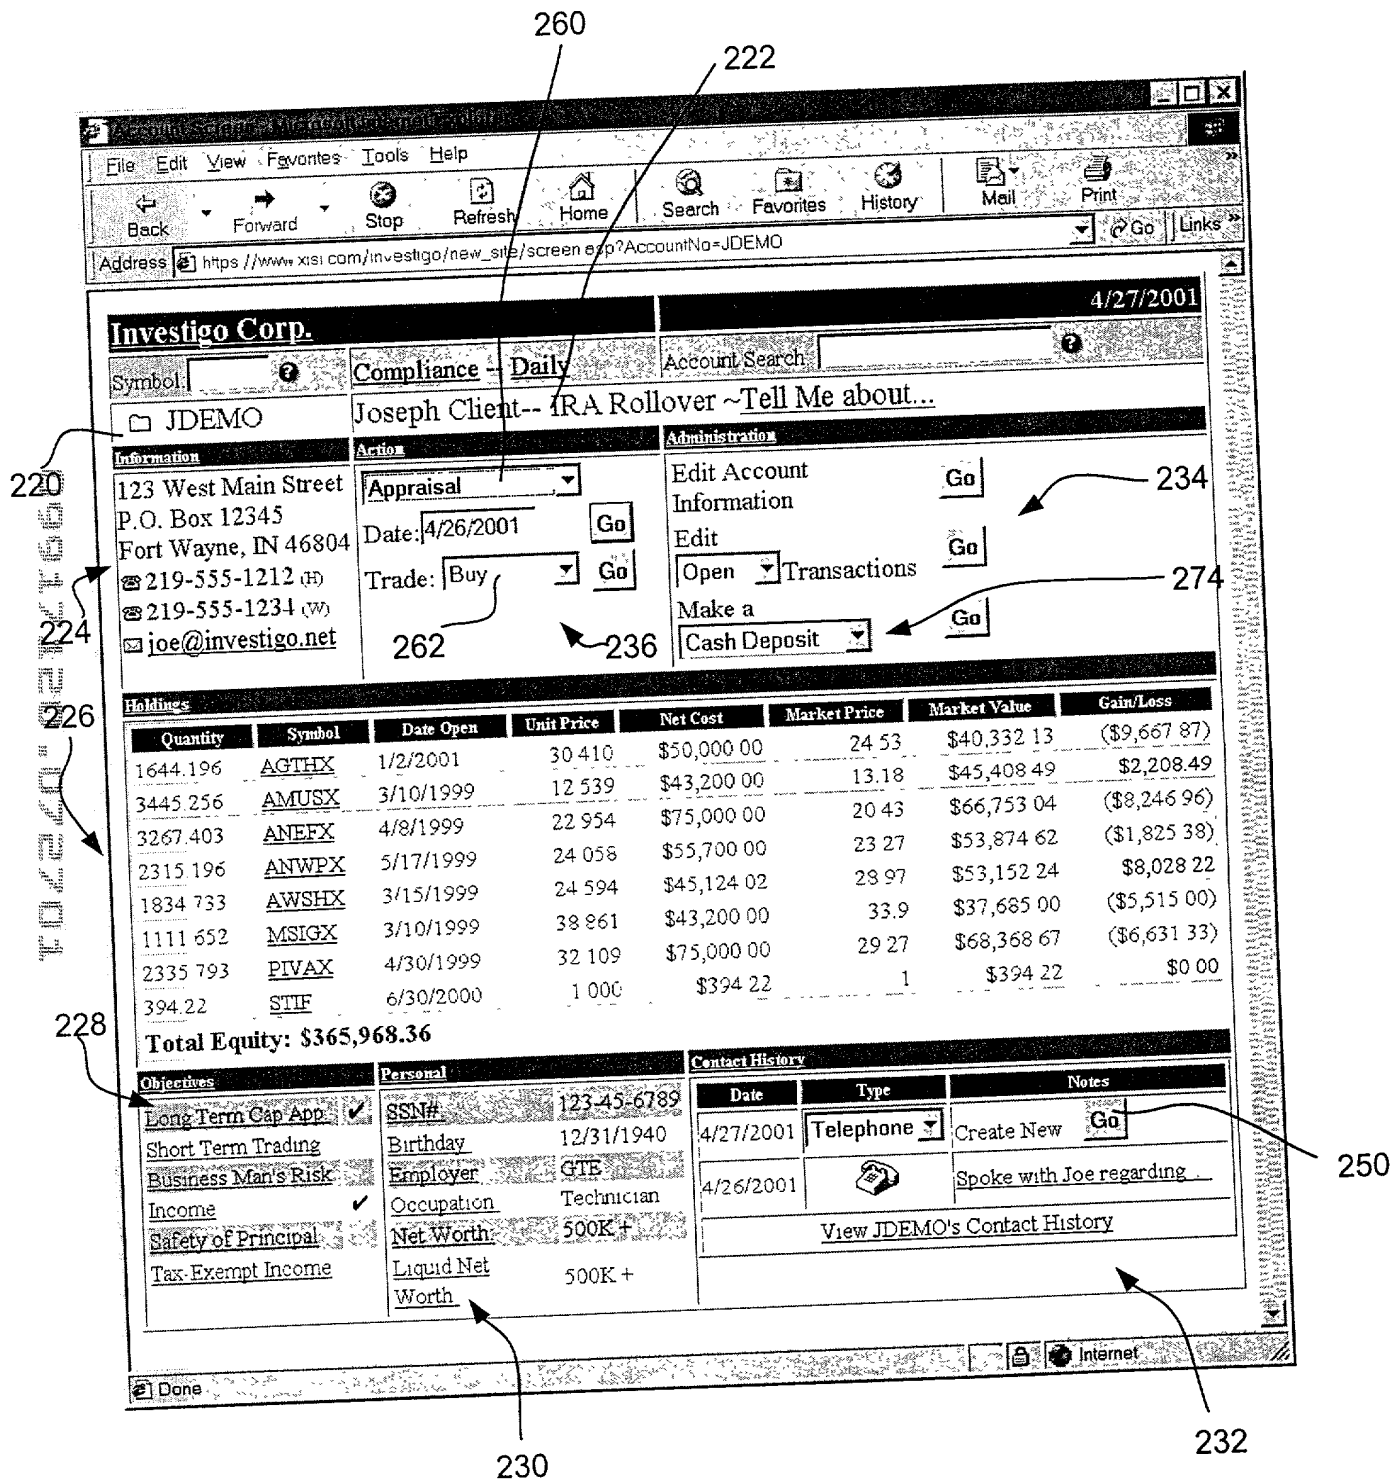 260
222
File Edit View Favorites Tools Help
Back Forward Stop Refresh Home Search Favorites History Mail Print
Address https://www.xisi.com/investigo/new_site/screen.asp?AccountNo=JDEMO Go Links
Investigo Corp. 4/27/2001
Symbol: Compliance -- Daily Account Search
JDEMO Joseph Client-- IRA Rollover ~Tell Me about...
220
Information Action Administration
123 West Main Street Appraisal Edit Account Go 234
P.O. Box 12345 Information
Fort Wayne, IN 46804 Date: 4/26/2001 Go Edit Go
219-555-1212 (H) Trade: Buy Go Open Transactions 274
219-555-1234 (W) Make a Go
224 joe@investigo.net 262 236 Cash Deposit
226
Holdings
Quantity Symbol Date Open Unit Price Net Cost Market Price Market Value Gain/Loss
1644.196 AGTHX 1/2/2001 30 410 $50,000 00 24 53 $40,332 13 ($9,667 87)
3445.256 AMUSX 3/10/1999 12 539 $43,200 00 13.18 $45,408 49 $2,208.49
3267.403 ANEFX 4/8/1999 22 954 $75,000 00 20 43 $66,753 04 ($8,246 96)
2315.196 ANWPX 5/17/1999 24 058 $55,700 00 23 27 $53,874 62 ($1,825 38)
1834 733 AWSHX 3/15/1999 24 594 $45,124 02 28 97 $53,152 24 $8,028 22
1111 652 MSIGX 3/10/1999 38 861 $43,200 00 33.9 $37,685 00 ($5,515 00)
2335 793 PIVAX 4/30/1999 32 109 $75,000 00 29 27 $68,368 67 ($6,631 33)
394.22 STIF 6/30/2000 1 000 $394 22 1 $394 22 $0 00
228
Total Equity: $365,968.36
Objectives Personal Contact History
Long Term Cap App. ✓ SSN# 123-45-6789 Date Type Notes
Short Term Trading Birthday 12/31/1940 4/27/2001 Telephone Create New Go
Business Man's Risk Employer GTE 250
Income ✓ Occupation Technician 4/26/2001 Spoke with Joe regarding . .
Safety of Principal Net Worth 500K + View JDEMO's Contact History
Tax-Exempt Income Liquid Net 500K +
Worth
Done Internet
230
232